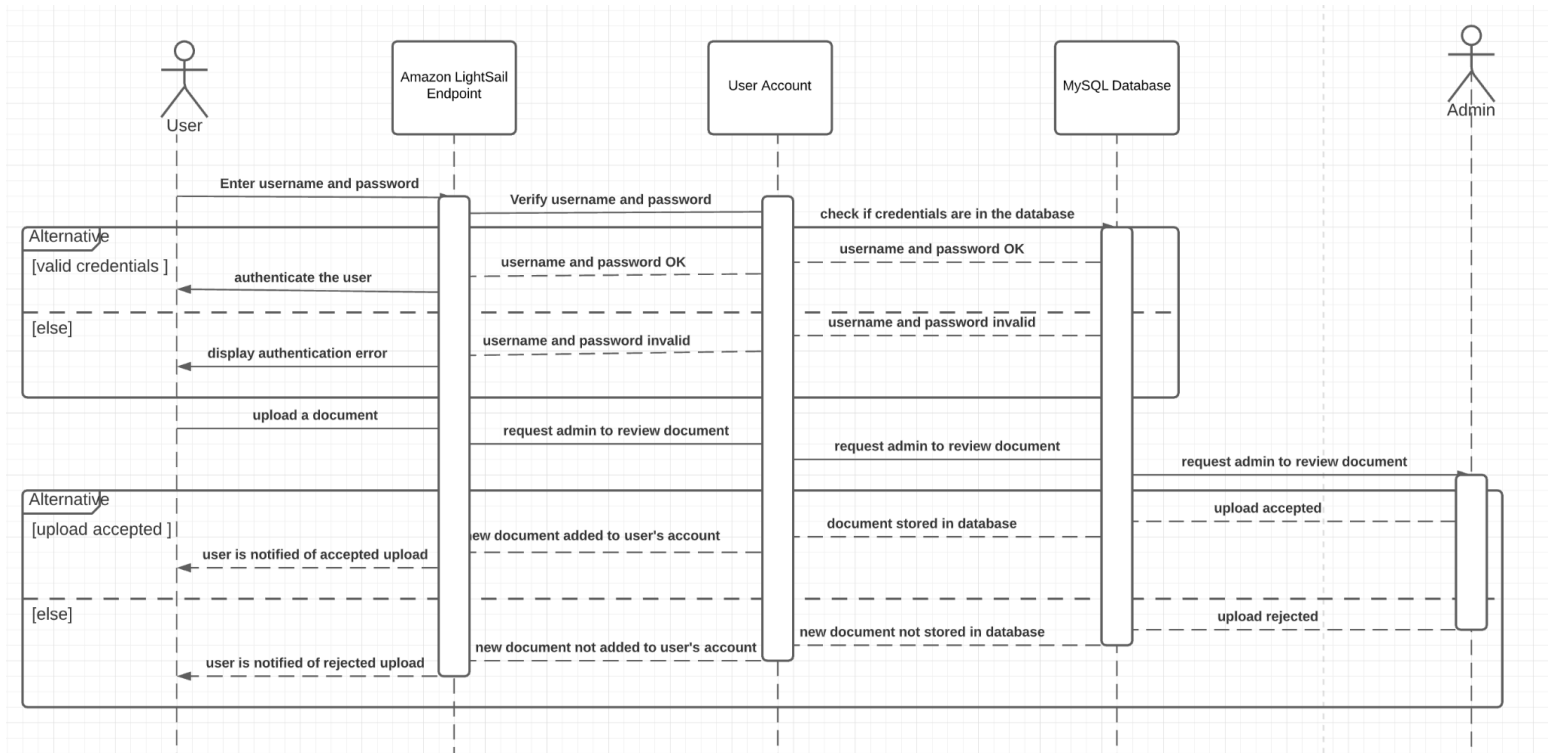 User
Amazon LightSail
Endpoint
User Account
MySQL Database
Admin
Enter username and password
Verify username and password
check if credentials are in the database
Alternative
[valid credentials ]
username and password OK
username and password OK
authenticate the user
[else]
username and password invalid
username and password invalid
display authentication error
upload a document
request admin to review document
request admin to review document
request admin to review document
Alternative
[upload accepted ]
upload accepted
document stored in database
new document added to user's account
user is notified of accepted upload
[else]
upload rejected
new document not stored in database
new document not added to user's account
user is notified of rejected upload